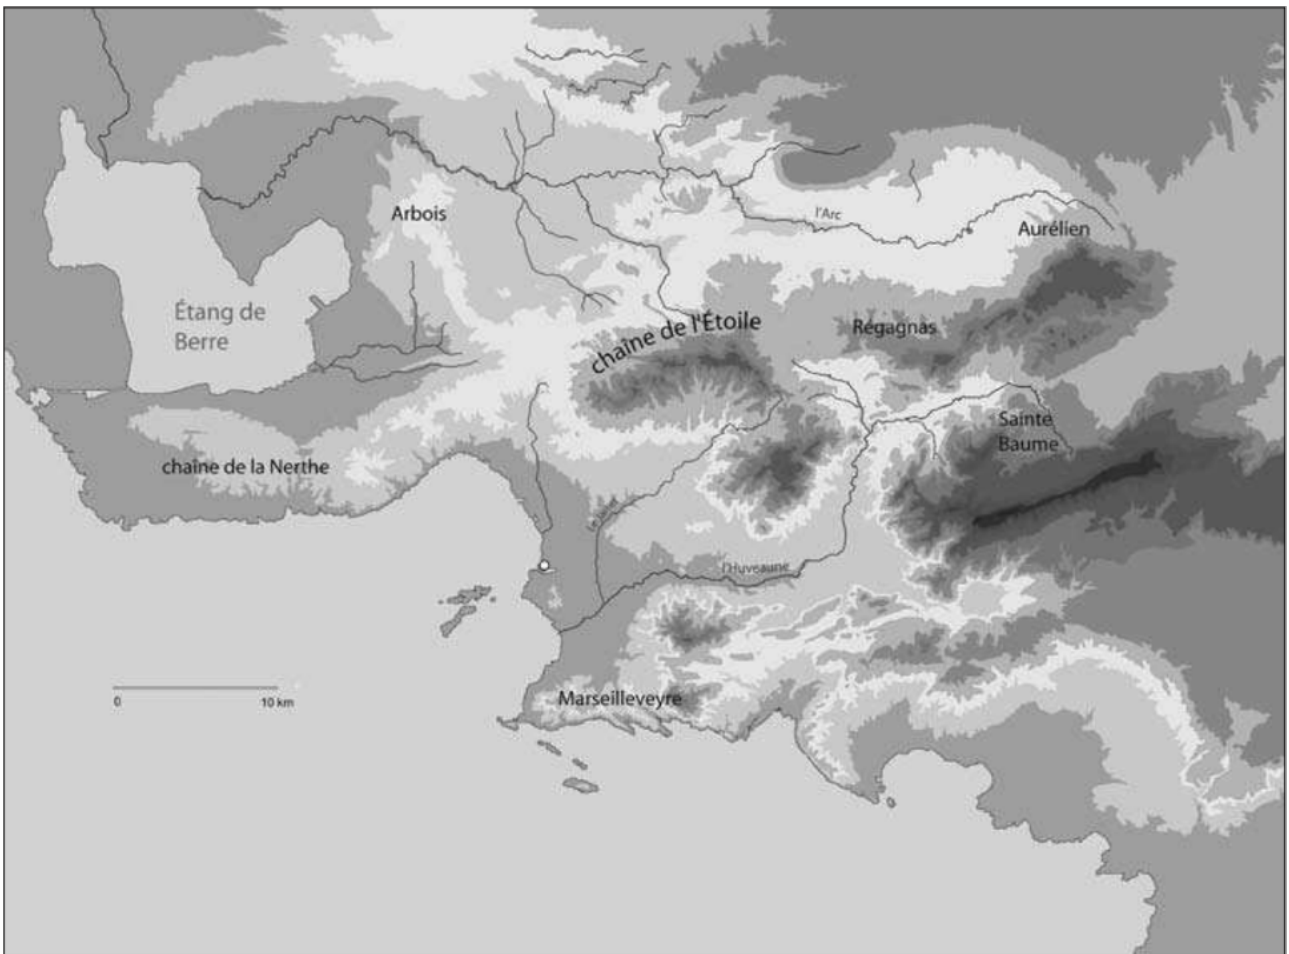 Arbois
l'Arc
Aurélien
Étang de
Berre
chaîne de l'Étoile
Régagnas
Sainte
Baume
chaîne de la Nerthe
l'Huveaune
0
10 km
Marseilleveyre